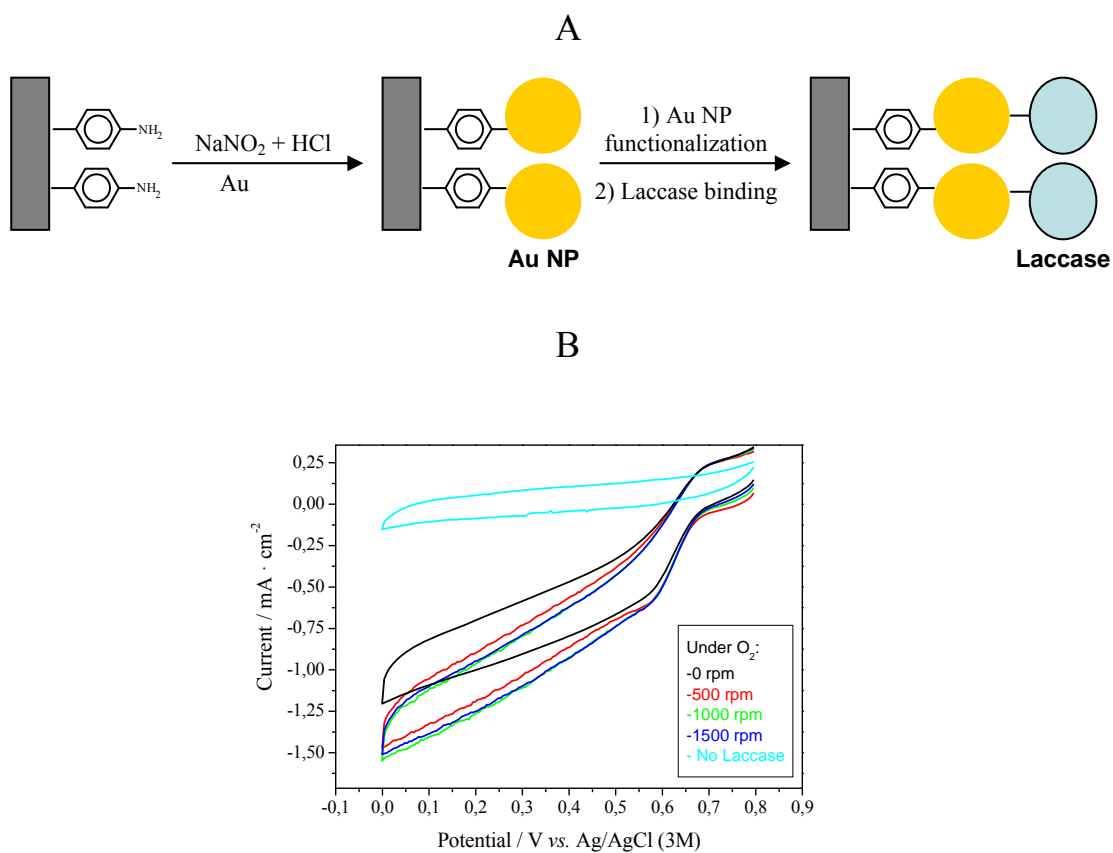 A
NH₂
NH₂
NaNO₂ + HCl
Au
Au NP
1) Au NP
functionalization
2) Laccase binding
Laccase
B
Current / mA · cm⁻²
0,25
0,00
-0,25
-0,50
-0,75
-1,00
-1,25
-1,50
-0,1 0,0 0,1 0,2 0,3 0,4 0,5 0,6 0,7 0,8 0,9
Potential / V vs. Ag/AgCl (3M)
Under O₂:
-0 rpm
-500 rpm
-1000 rpm
-1500 rpm
- No Laccase